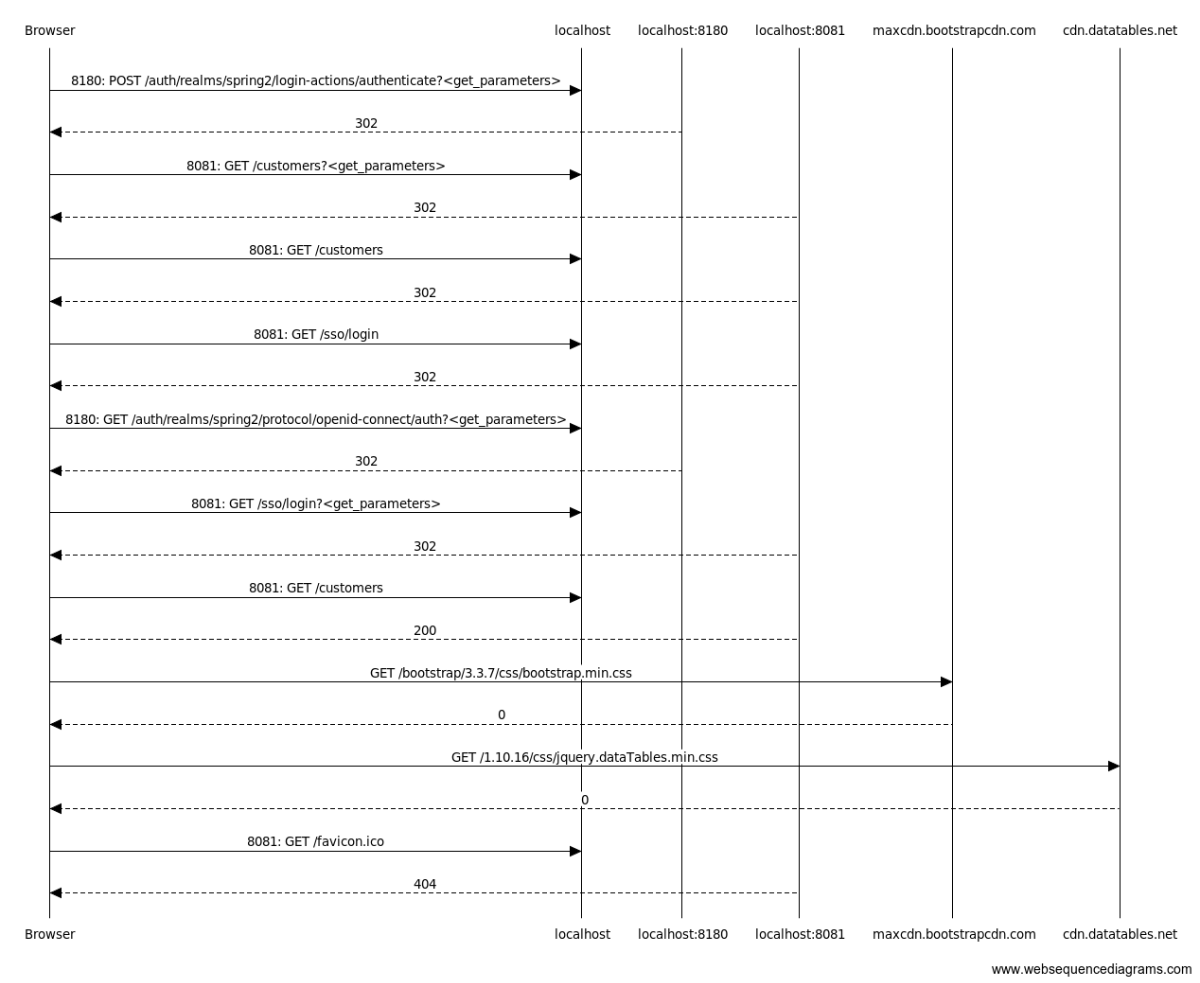 Browser localhost localhost:8180 localhost:8081 maxcdn.bootstrapcdn.com cdn.datatables.net
8180: POST /auth/realms/spring2/login-actions/authenticate?<get_parameters>
302
8081: GET /customers?<get_parameters>
302
8081: GET /customers
302
8081: GET /sso/login
302
8180: GET /auth/realms/spring2/protocol/openid-connect/auth?<get_parameters>
302
8081: GET /sso/login?<get_parameters>
302
8081: GET /customers
200
GET /bootstrap/3.3.7/css/bootstrap.min.css
0
GET /1.10.16/css/jquery.dataTables.min.css
0
8081: GET /favicon.ico
404
Browser localhost localhost:8180 localhost:8081 maxcdn.bootstrapcdn.com cdn.datatables.net
www.websequencediagrams.com